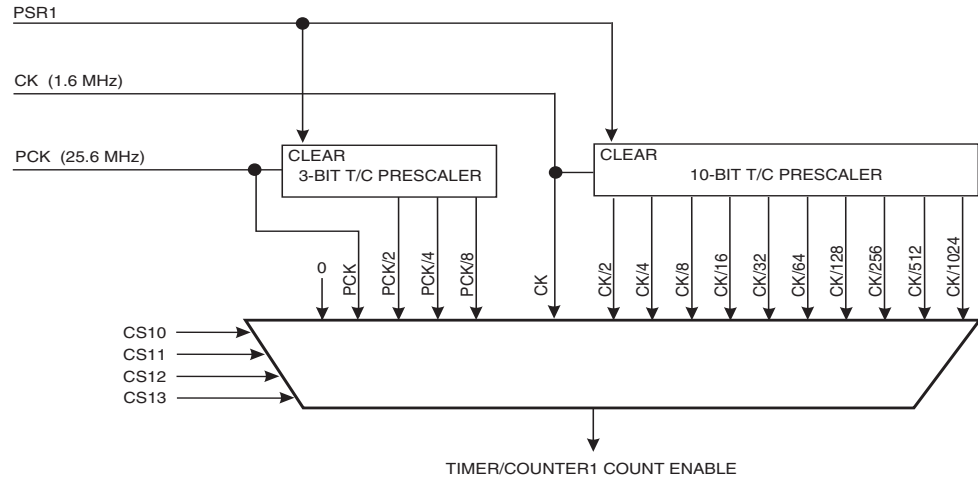 PSR1
CK (1.6 MHz)
PCK (25.6 MHz)
CLEAR
3-BIT T/C PRESCALER
CLEAR
10-BIT T/C PRESCALER
0
PCK
PCK/2
PCK/4
PCK/8
CK
CK/2
CK/4
CK/8
CK/16
CK/32
CK/64
CK/128
CK/256
CK/512
CK/1024
CS10
CS11
CS12
CS13
TIMER/COUNTER1 COUNT ENABLE